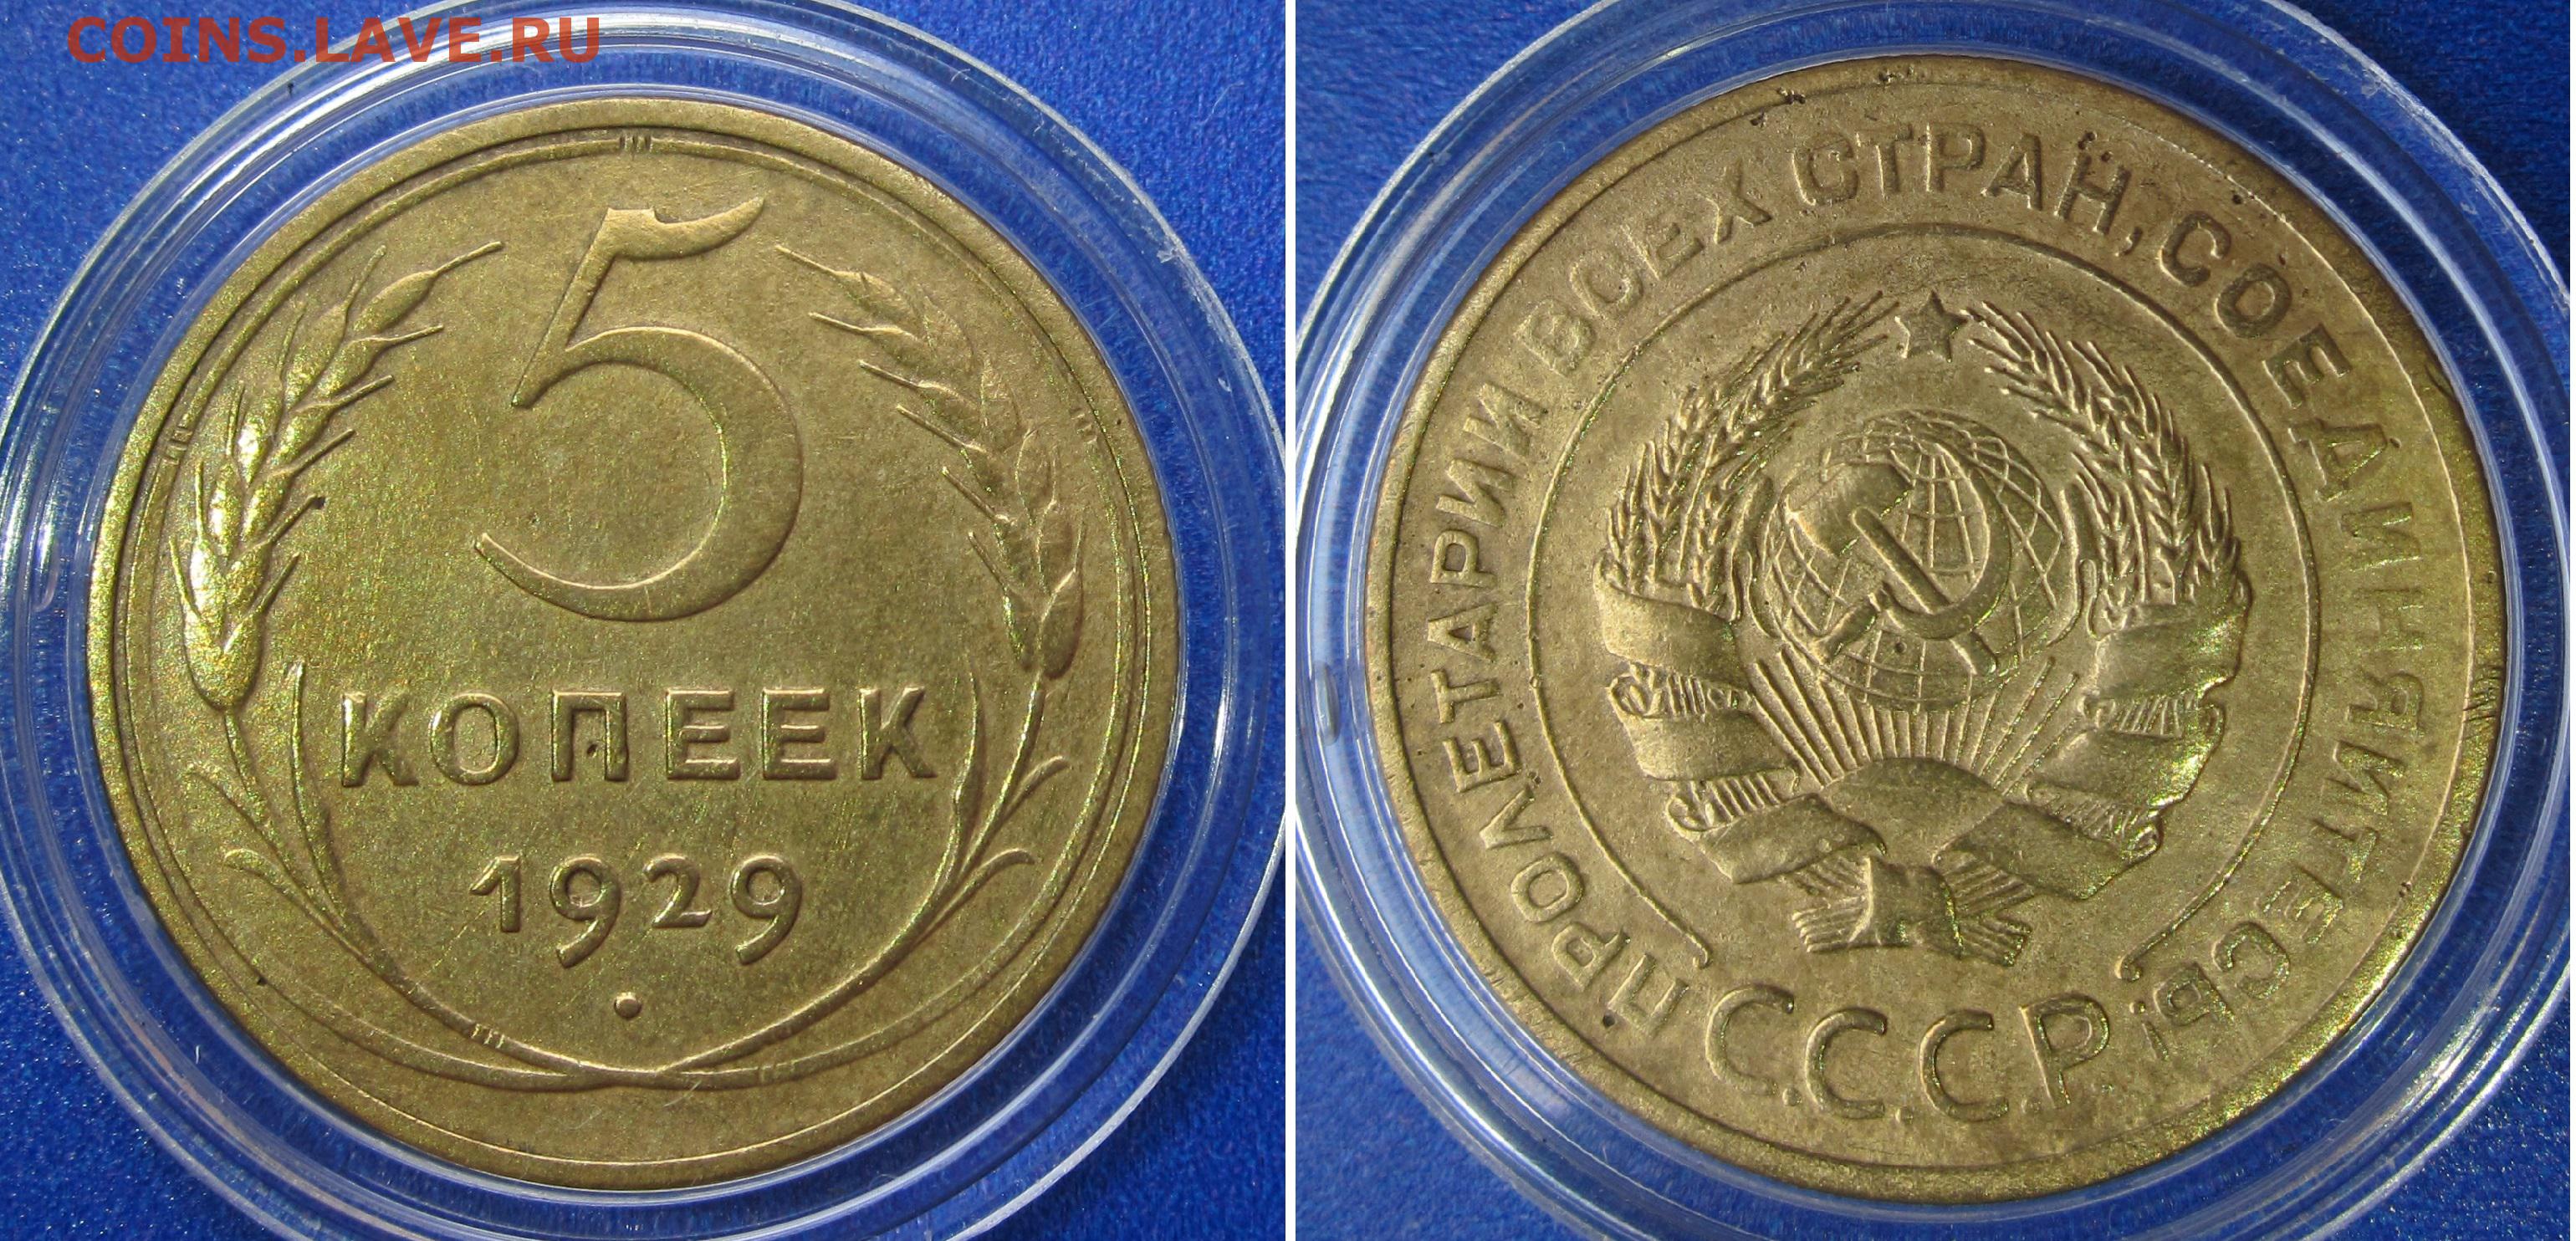 COINS.LAVE.RU
5
КОПЕЕК
1929
ПРОЛЕТАРИИ ВСЕХ СТРАН, СОЕДИНЯЙТЕСЬ!
С.С.С.Р.